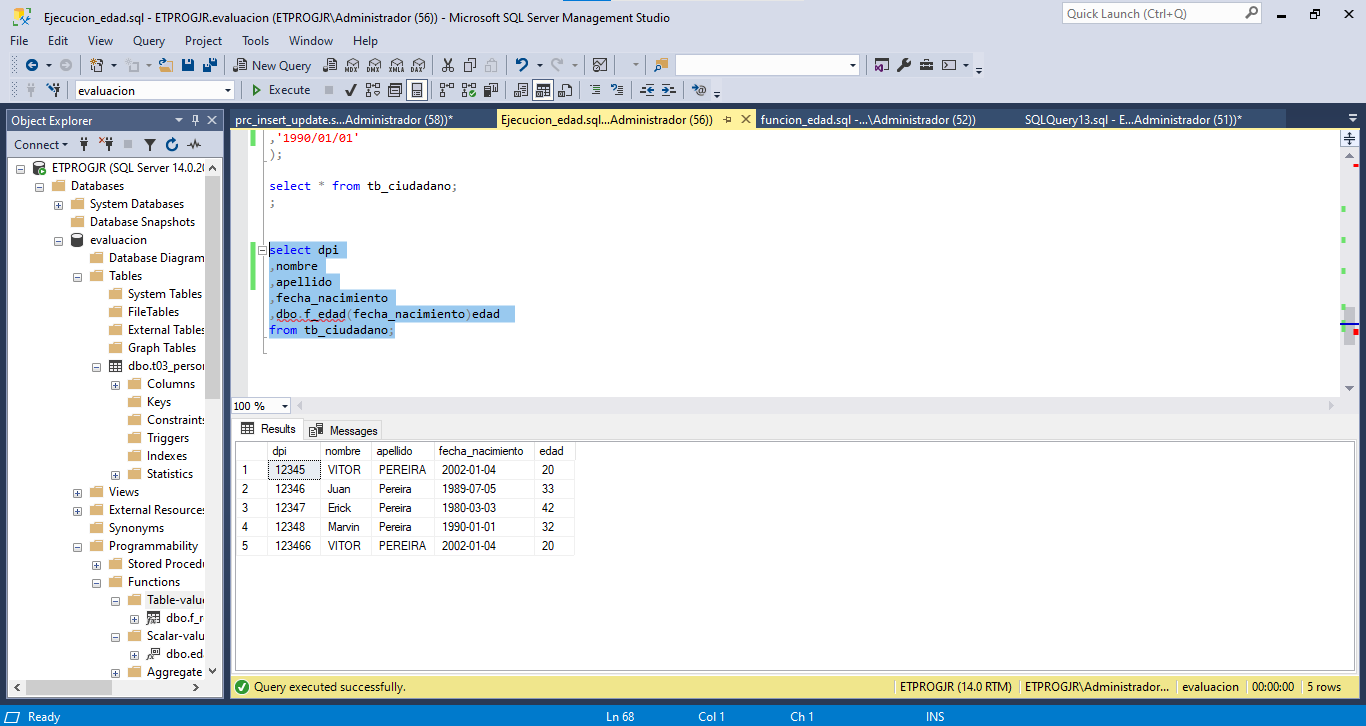 Ejecucion_edad.sql - ETPROGJR.evaluacion (ETPROGJR\Administrador (56)) - Microsoft SQL Server Management Studio
Quick Launch (Ctrl+Q)
File Edit View Query Project Tools Window Help
New Query MDX DMX XMLA DAX
evaluacion Execute
Object Explorer
prc_insert_update.s...Administrador (58))* Ejecucion_edad.sql...Administrador (56)) funcion_edad.sql -...\Administrador (52)) SQLQuery13.sql - E...Administrador (51))*
Connect
ETPROGJR (SQL Server 14.0.20
Databases
System Databases
Database Snapshots
evaluacion
Database Diagram
Tables
System Tables
FileTables
External Tables
Graph Tables
dbo.t03_person
Columns
Keys
Constraints
Triggers
Indexes
Statistics
Views
External Resources
Synonyms
Programmability
Stored Procedu
Functions
Table-value
dbo.f_r
Scalar-valu
dbo.ed
Aggregate
,'1990/01/01'
);
select * from tb_ciudadano;
;
select dpi
,nombre
,apellido
,fecha_nacimiento
,dbo.f_edad(fecha_nacimiento)edad
from tb_ciudadano;
100 %
Results Messages
dpi nombre apellido fecha_nacimiento edad
1 12345 VITOR PEREIRA 2002-01-04 20
2 12346 Juan Pereira 1989-07-05 33
3 12347 Erick Pereira 1980-03-03 42
4 12348 Marvin Pereira 1990-01-01 32
5 123466 VITOR PEREIRA 2002-01-04 20
Query executed successfully. ETPROGJR (14.0 RTM) ETPROGJR\Administrador... evaluacion 00:00:00 5 rows
Ready Ln 68 Col 1 Ch 1 INS